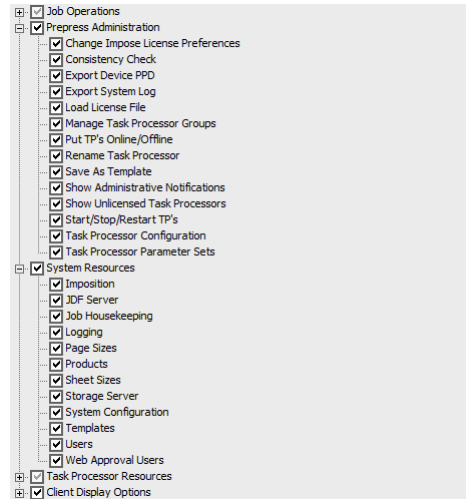 Job Operations
Prepress Administration
Change Impose License Preferences
Consistency Check
Export Device PPD
Export System Log
Load License File
Manage Task Processor Groups
Put TP's Online/Offline
Rename Task Processor
Save As Template
Show Administrative Notifications
Show Unlicensed Task Processors
Start/Stop/Restart TP's
Task Processor Configuration
Task Processor Parameter Sets
System Resources
Imposition
JDF Server
Job Housekeeping
Logging
Page Sizes
Products
Sheet Sizes
Storage Server
System Configuration
Templates
Users
Web Approval Users
Task Processor Resources
Client Display Options